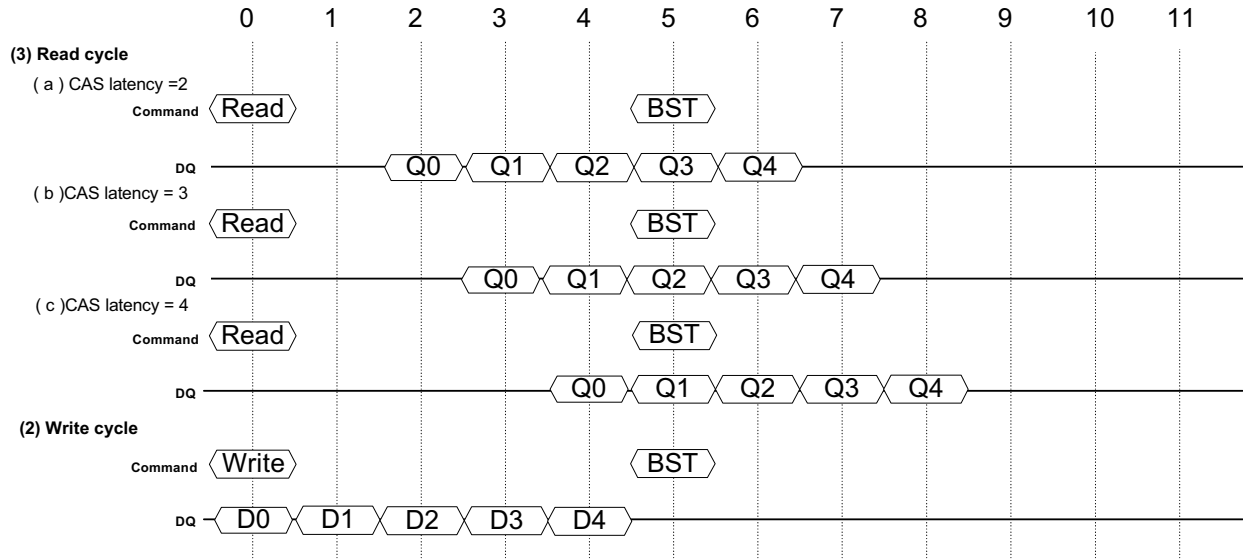 0 1 2 3 4 5 6 7 8 9 10 11
(3) Read cycle
( a ) CAS latency =2
Command Read BST
DQ Q0 Q1 Q2 Q3 Q4
( b )CAS latency = 3
Command Read BST
DQ Q0 Q1 Q2 Q3 Q4
( c )CAS latency = 4
Command Read BST
DQ Q0 Q1 Q2 Q3 Q4
(2) Write cycle
Command Write BST
DQ D0 D1 D2 D3 D4